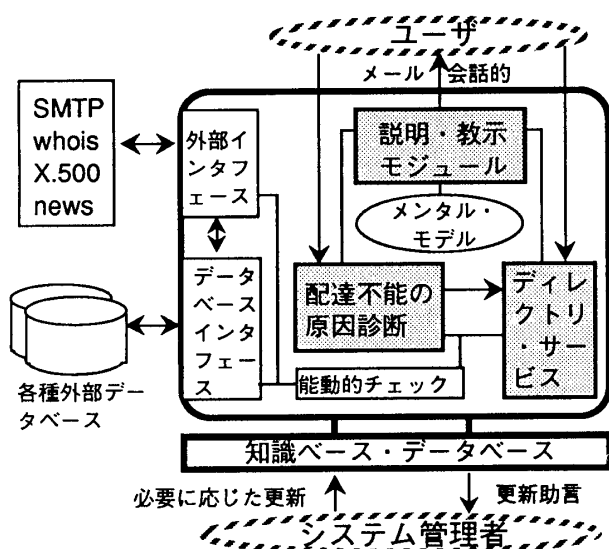 ユーザ
メール
会話的
SMTP
whois
X.500
news
外部イ
ンタフ
ェース
説明・教示
モジュール
メンタル・
モデル
データ
ベース
インタ
フェー
ス
配達不能の
原因診断
ディレ
クトリ
・サー
ビス
能動的チェック
各種外部デー
タベース
知識ベース・データベース
必要に応じた更新
更新助言
システム管理者